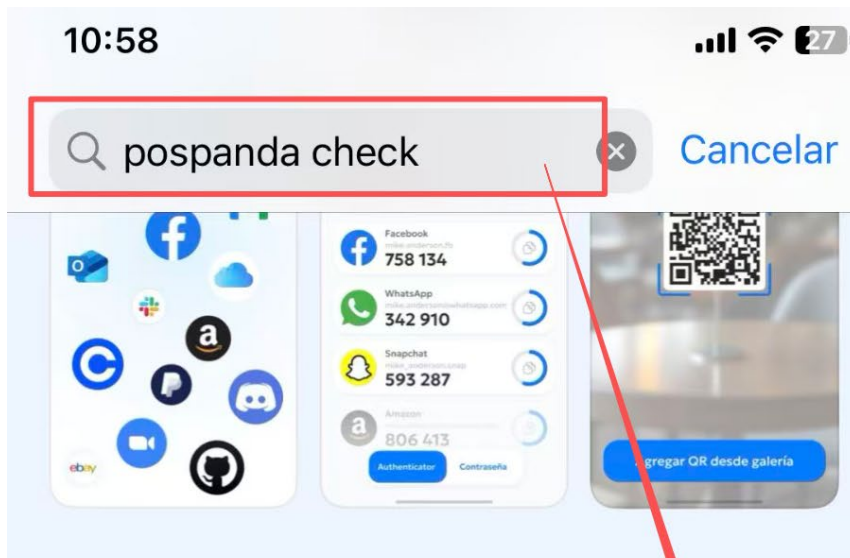 10:58
27
pospanda check
Cancelar
Facebook
758 134
WhatsApp
342 910
Snapchat
593 287
Amazon
806 413
Authenticator
Contraseña
ebay
Agregar QR desde galería